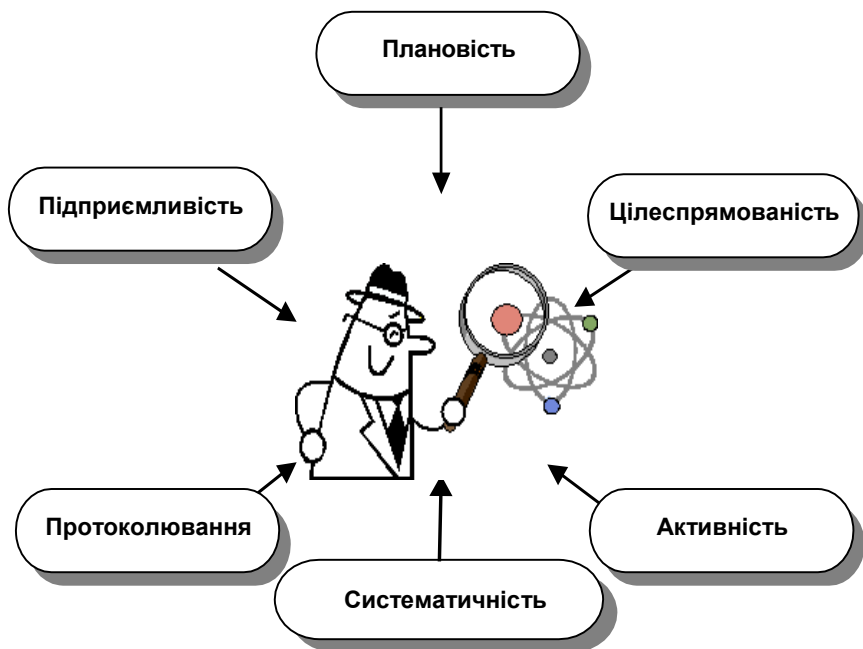 Плановість
Підприємливість
Цілеспрямованість
Протоколювання
Активність
Систематичність